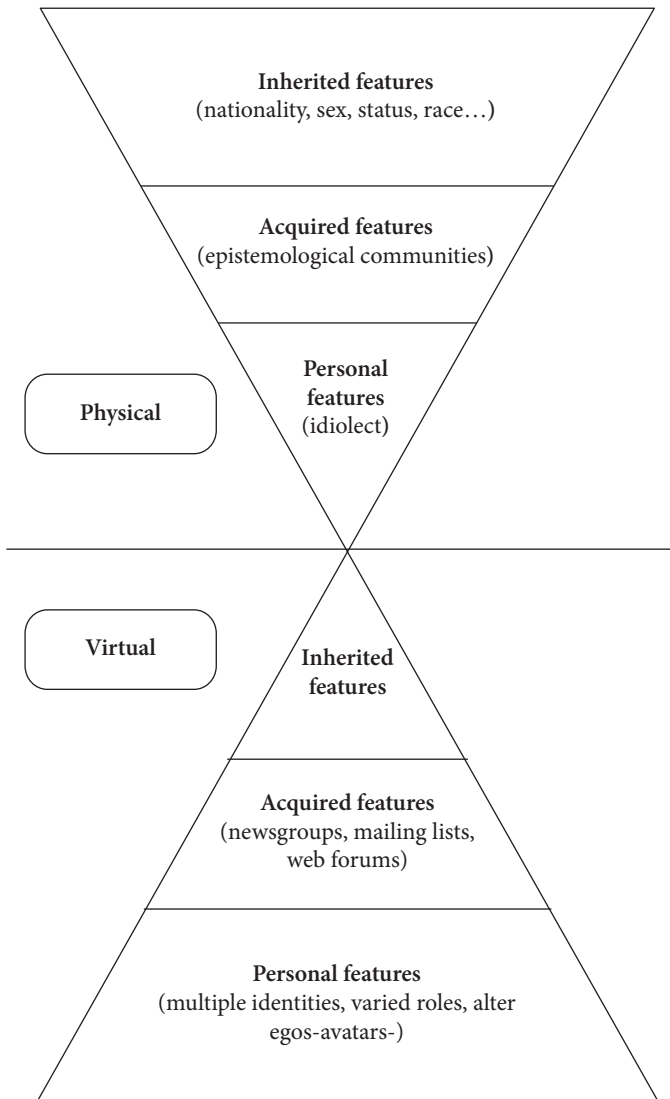 Inherited features
(nationality, sex, status, race…)
Acquired features
(epistemological communities)
Personal
features
(idiolect)
Physical
Virtual
Inherited
features
Acquired features
(newsgroups, mailing lists,
web forums)
Personal features
(multiple identities, varied roles, alter
egos-avatars-)